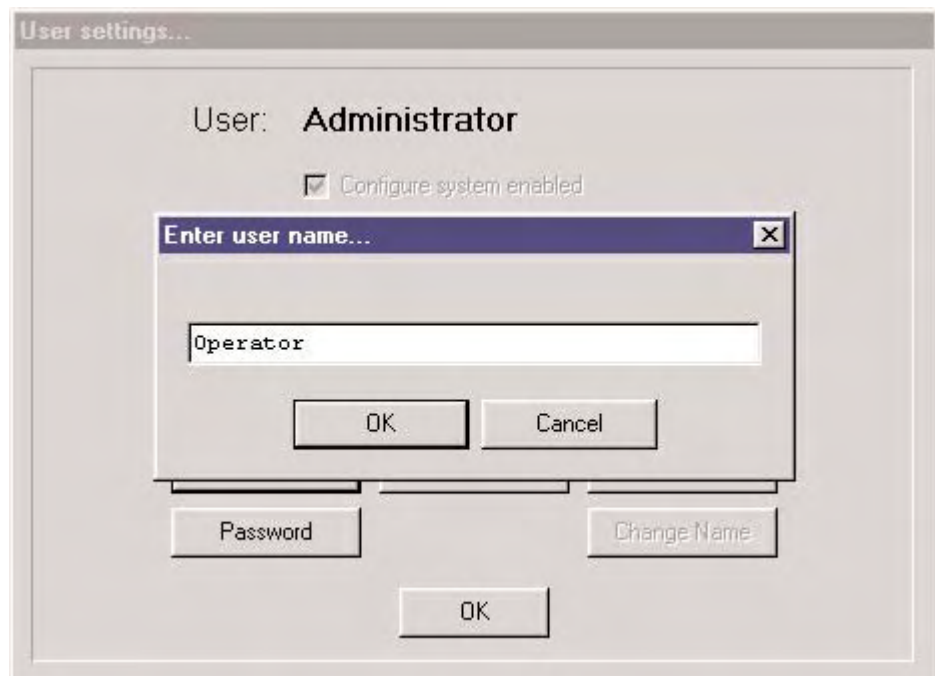 User settings...
User: Administrator
Configure system enabled
Enter user name...
Operator
OK Cancel
Password Change Name
OK